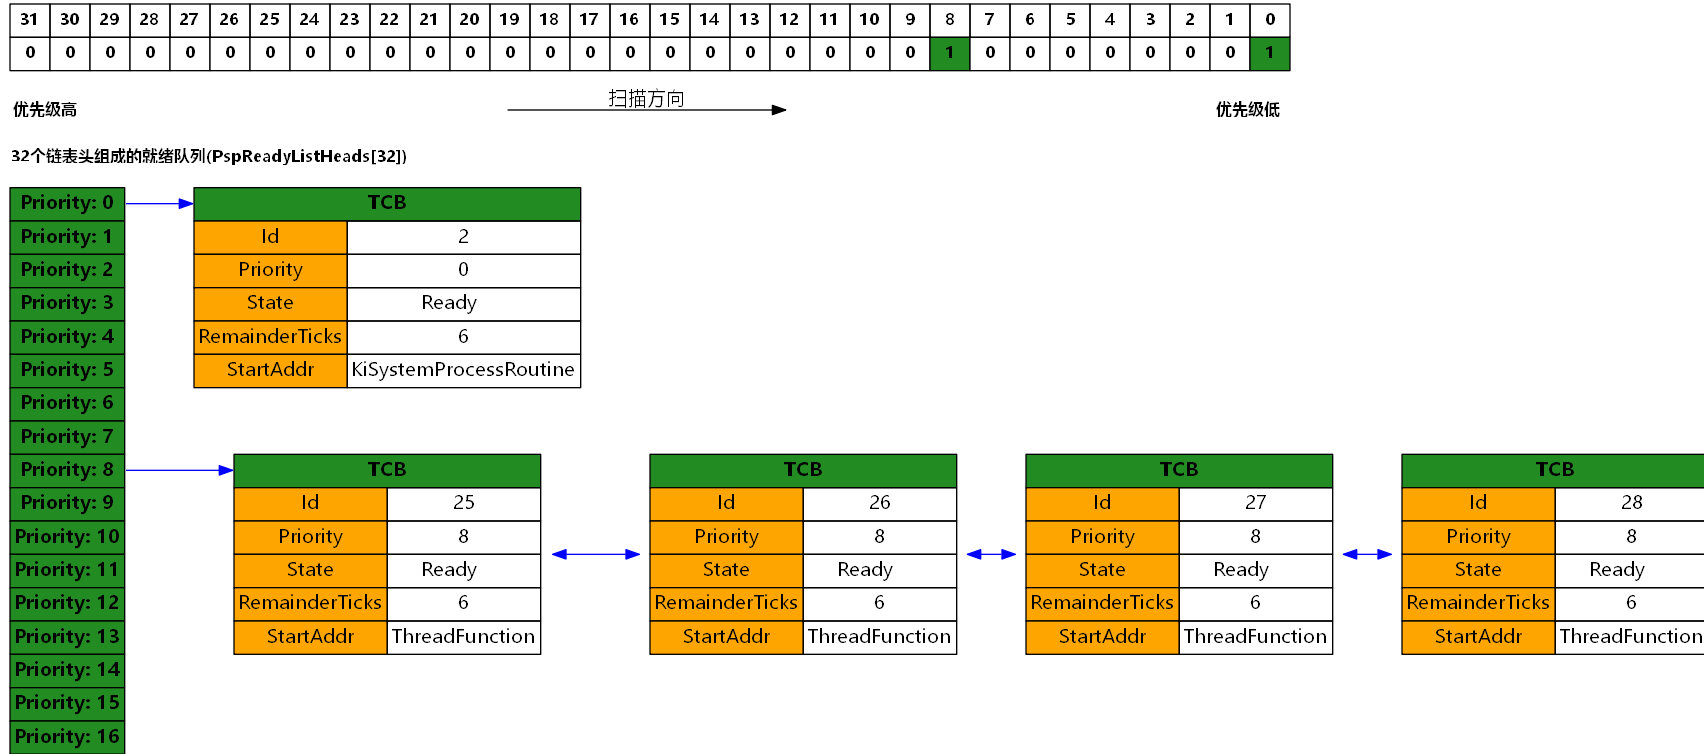 31 30 29 28 27 26 25 24 23 22 21 20 19 18 17 16 15 14 13 12 11 10 9 8 7 6 5 4 3 2 1 0
0 0 0 0 0 0 0 0 0 0 0 0 0 0 0 0 0 0 0 0 0 0 0 1 0 0 0 0 0 0 0 1
扫描方向
优先级高 优先级低
32个链表头组成的就绪队列(PspReadyListHeads[32])
Priority: 0 TCB
Priority: 1 Id 2
Priority: 2 Priority 0
Priority: 3 State Ready
Priority: 4 RemainderTicks 6
Priority: 5 StartAddr KiSystemProcessRoutine
Priority: 6
Priority: 7
Priority: 8 TCB TCB TCB TCB
Priority: 9 Id 25 Id 26 Id 27 Id 28
Priority: 10 Priority 8 Priority 8 Priority 8 Priority 8
Priority: 11 State Ready State Ready State Ready State Ready
Priority: 12 RemainderTicks 6 RemainderTicks 6 RemainderTicks 6 RemainderTicks 6
Priority: 13 StartAddr ThreadFunction StartAddr ThreadFunction StartAddr ThreadFunction StartAddr ThreadFunction
Priority: 14
Priority: 15
Priority: 16